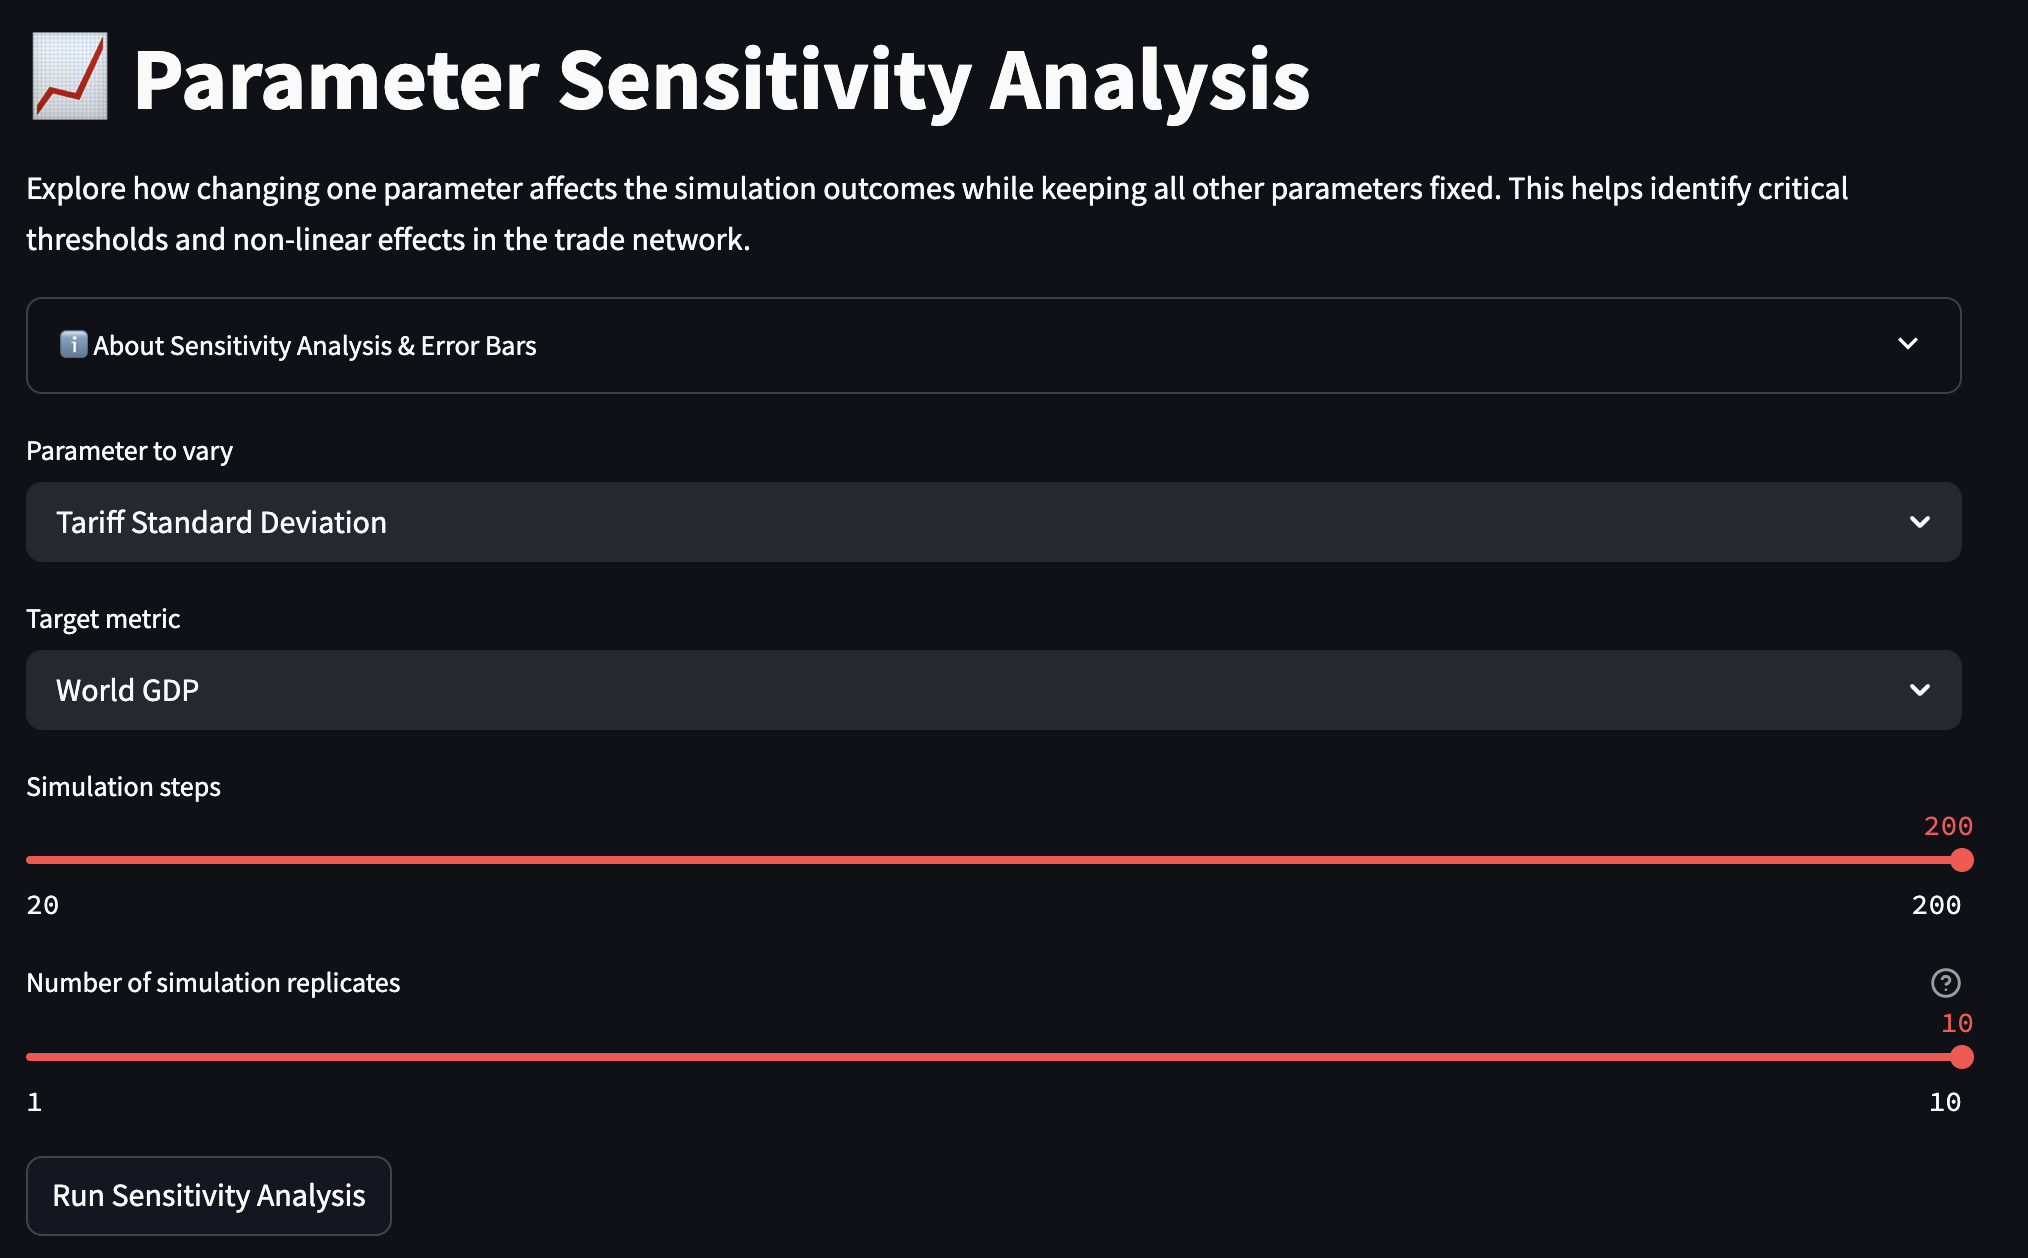 Parameter Sensitivity Analysis
Explore how changing one parameter affects the simulation outcomes while keeping all other parameters fixed. This helps identify critical
thresholds and non-linear effects in the trade network.
i About Sensitivity Analysis & Error Bars
Parameter to vary
Tariff Standard Deviation
Target metric
World GDP
Simulation steps
200
20 200
Number of simulation replicates ?
10
1 10
Run Sensitivity Analysis